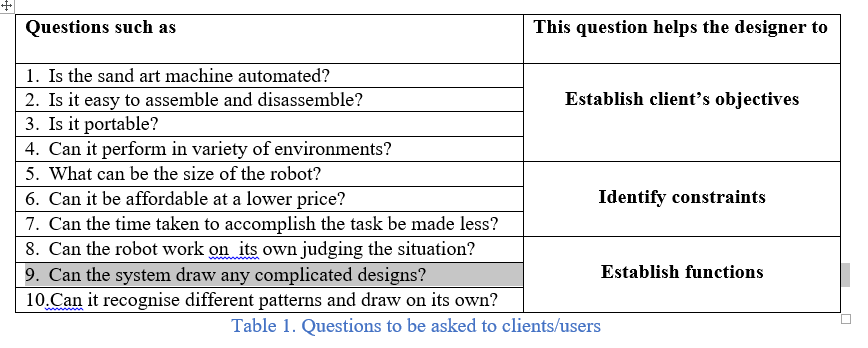 Questions such as
This question helps the designer to
1. Is the sand art machine automated?
2. Is it easy to assemble and disassemble?
3. Is it portable?
4. Can it perform in variety of environments?
Establish client's objectives
5. What can be the size of the robot?
6. Can it be affordable at a lower price?
7. Can the time taken to accomplish the task be made less?
Identify constraints
8. Can the robot work on  its own judging the situation?
9. Can the system draw any complicated designs?
10.Can it recognise different patterns and draw on its own?
Establish functions
Table 1. Questions to be asked to clients/users